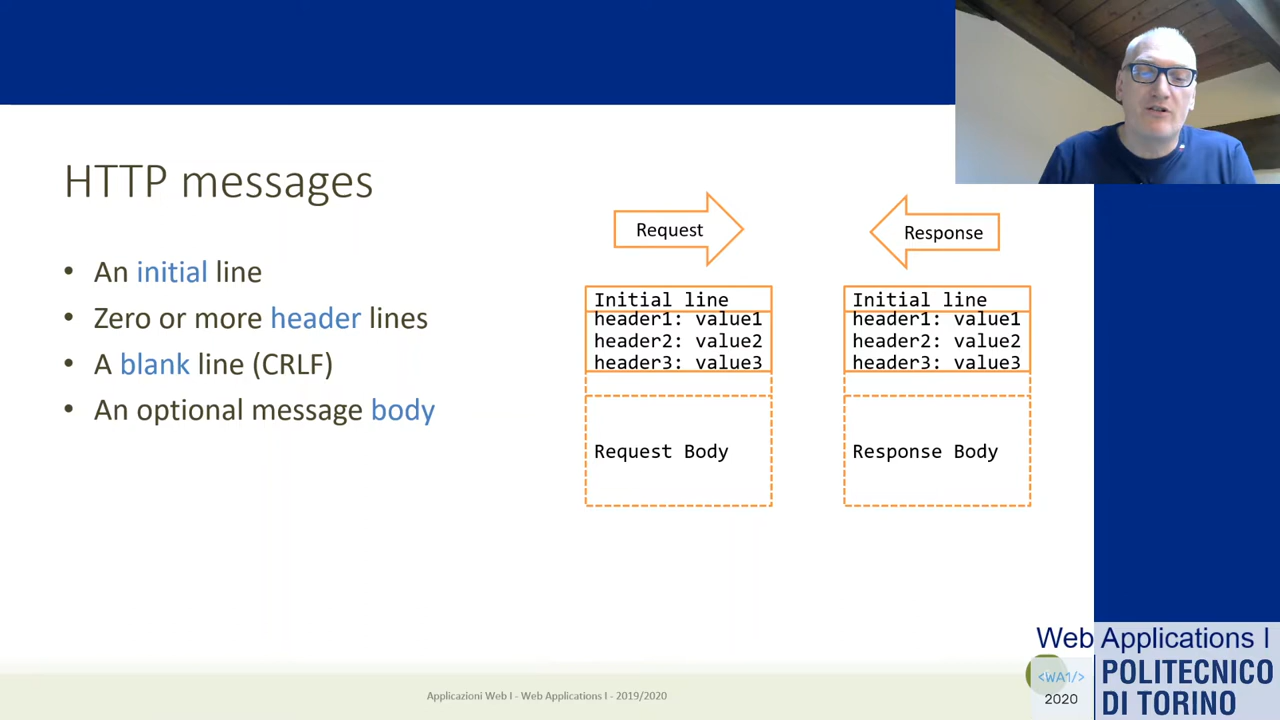 HTTP messages
• An initial line
• Zero or more header lines
• A blank line (CRLF)
• An optional message body
Request
Initial line
header1: value1
header2: value2
header3: value3
Request Body
Response
Initial line
header1: value1
header2: value2
header3: value3
Response Body
Applicazioni Web I - Web Applications I - 2019/2020
Web Applications I
<WA1/>
2020
POLITECNICO
DI TORINO